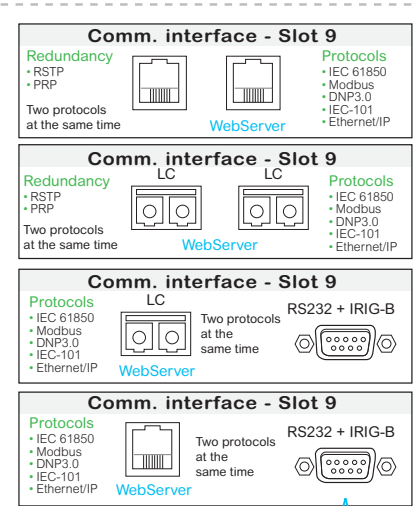 Comm. interface - Slot 9
Redundancy
• RSTP
• PRP
Two protocols
at the same time
WebServer
Protocols
• IEC 61850
• Modbus
• DNP3.0
• IEC-101
• Ethernet/IP
Comm. interface - Slot 9
LC
LC
Redundancy
• RSTP
• PRP
Two protocols
at the same time
WebServer
Protocols
• IEC 61850
• Modbus
• DNP3.0
• IEC-101
• Ethernet/IP
Comm. interface - Slot 9
Protocols
• IEC 61850
• Modbus
• DNP3.0
• IEC-101
• Ethernet/IP
LC
WebServer
Two protocols
at the
same time
RS232 + IRIG-B
Comm. interface - Slot 9
Protocols
• IEC 61850
• Modbus
• DNP3.0
• IEC-101
• Ethernet/IP
WebServer
Two protocols
at the
same time
RS232 + IRIG-B